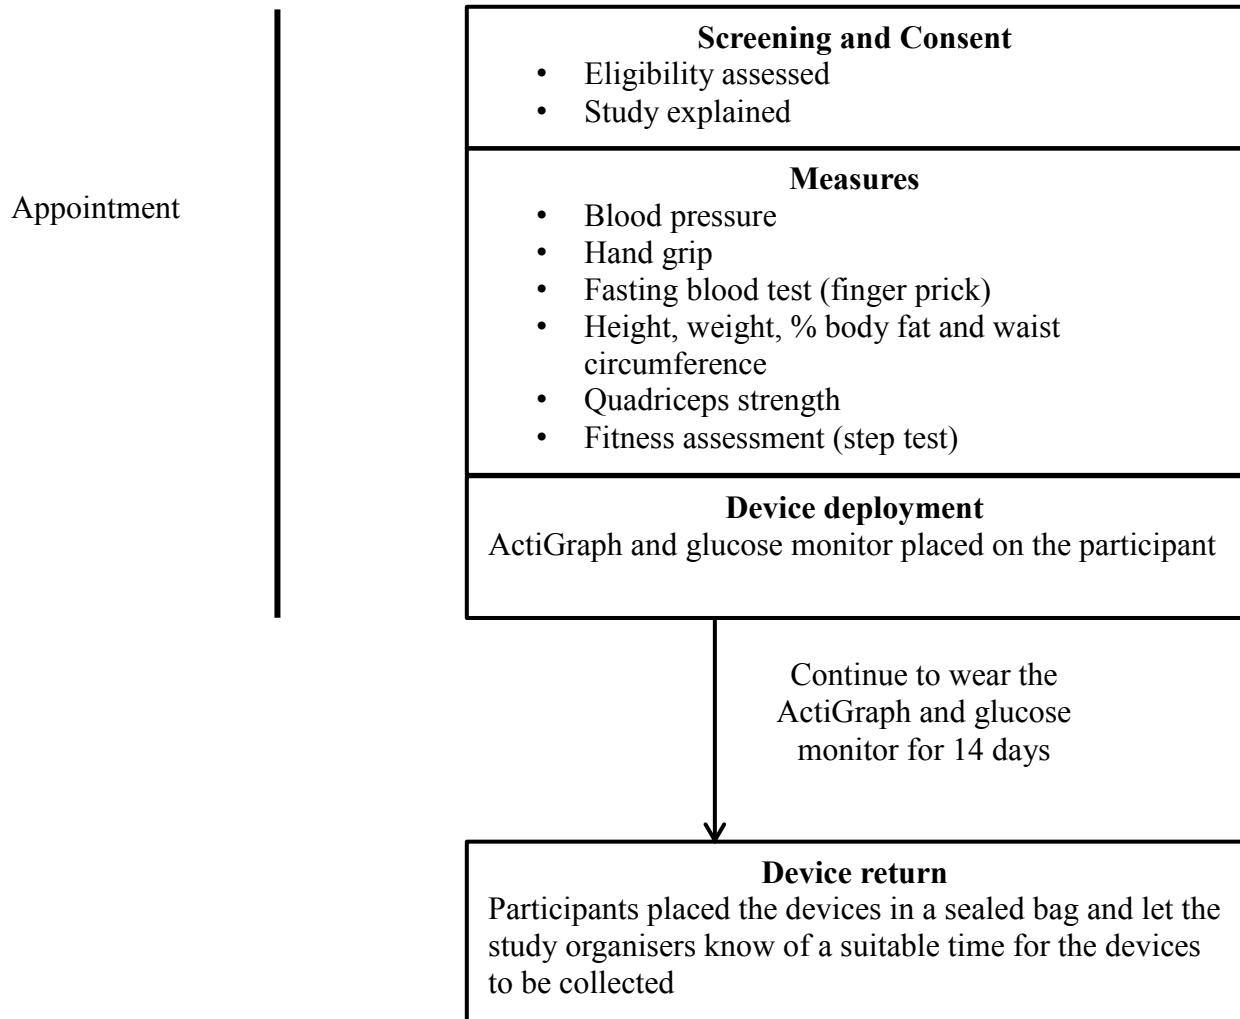 Screening and Consent
• Eligibility assessed
• Study explained
Appointment
Measures
• Blood pressure
• Hand grip
• Fasting blood test (finger prick)
• Height, weight, % body fat and waist
circumference
• Quadriceps strength
• Fitness assessment (step test)
Device deployment
ActiGraph and glucose monitor placed on the participant
Continue to wear the
ActiGraph and glucose
monitor for 14 days
Device return
Participants placed the devices in a sealed bag and let the
study organisers know of a suitable time for the devices
to be collected